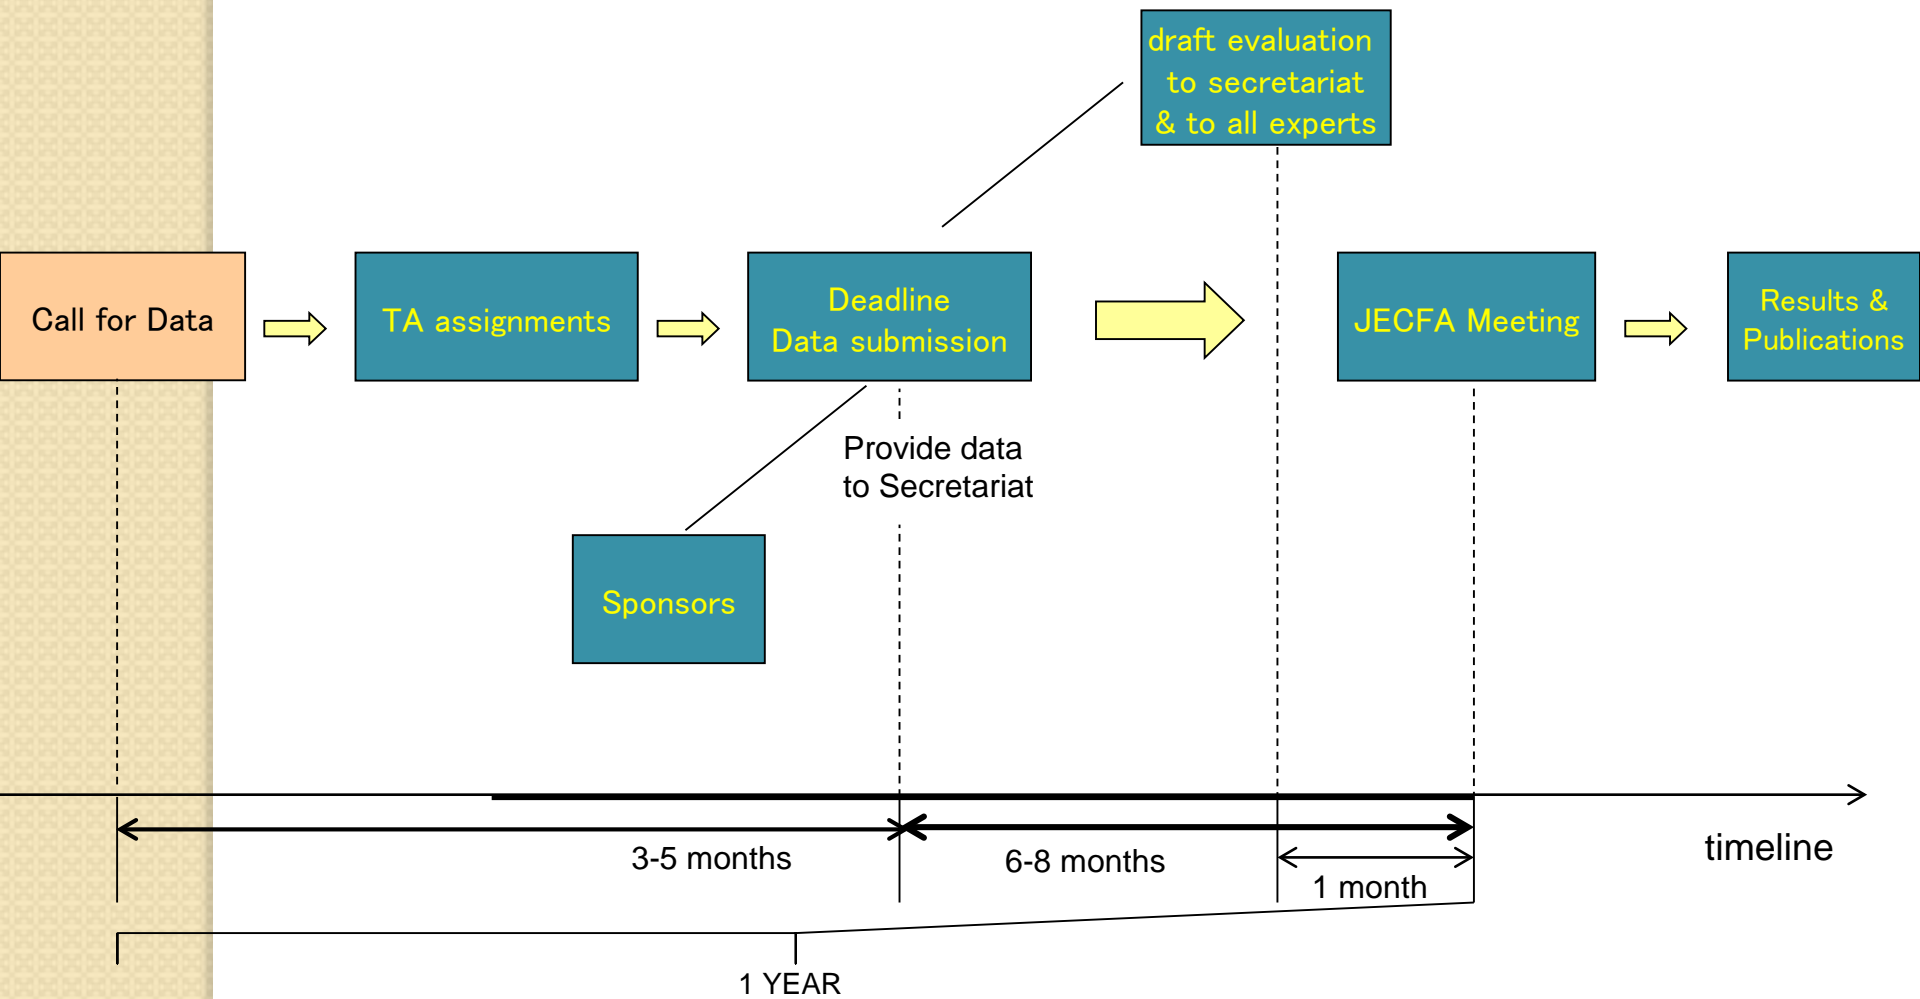 draft evaluation
to secretariat
& to all experts
Call for Data
TA assignments
Deadline
Data submission
JECFA Meeting
Results &
Publications
Provide data
to Secretariat
Sponsors
3-5 months
6-8 months
1 month
timeline
1 YEAR